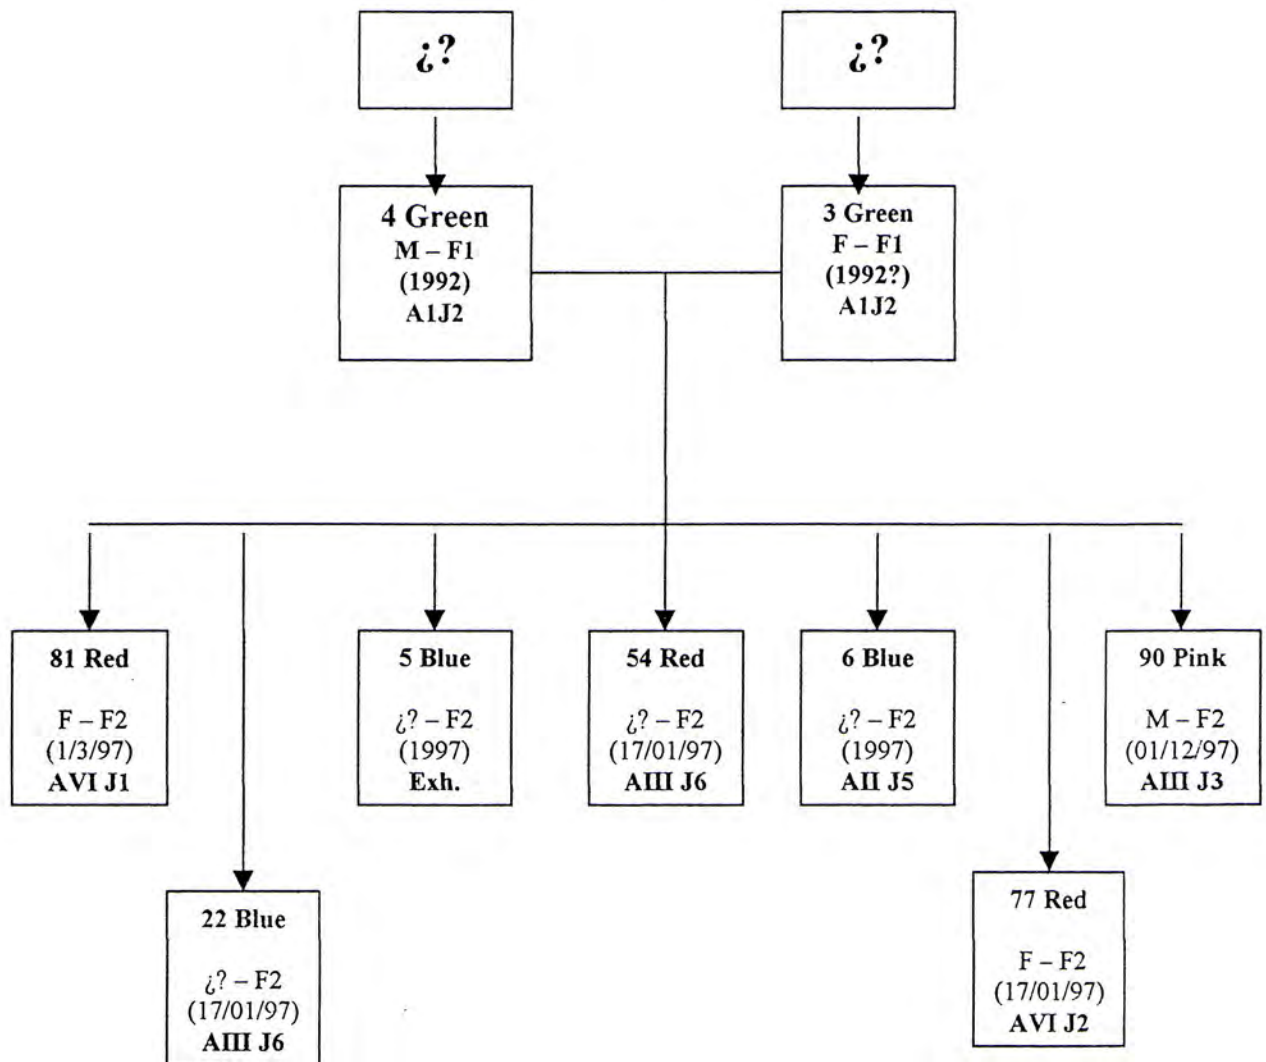 ¿?
¿?
4 Green
M – F1
(1992)
A1J2
3 Green
F – F1
(1992?)
A1J2
81 Red
F – F2
(1/3/97)
AVI J1
5 Blue
¿? – F2
(1997)
Exh.
54 Red
¿? – F2
(17/01/97)
AIII J6
6 Blue
¿? – F2
(1997)
AII J5
90 Pink
M – F2
(01/12/97)
AIII J3
22 Blue
¿? – F2
(17/01/97)
AIII J6
77 Red
F – F2
(17/01/97)
AVI J2